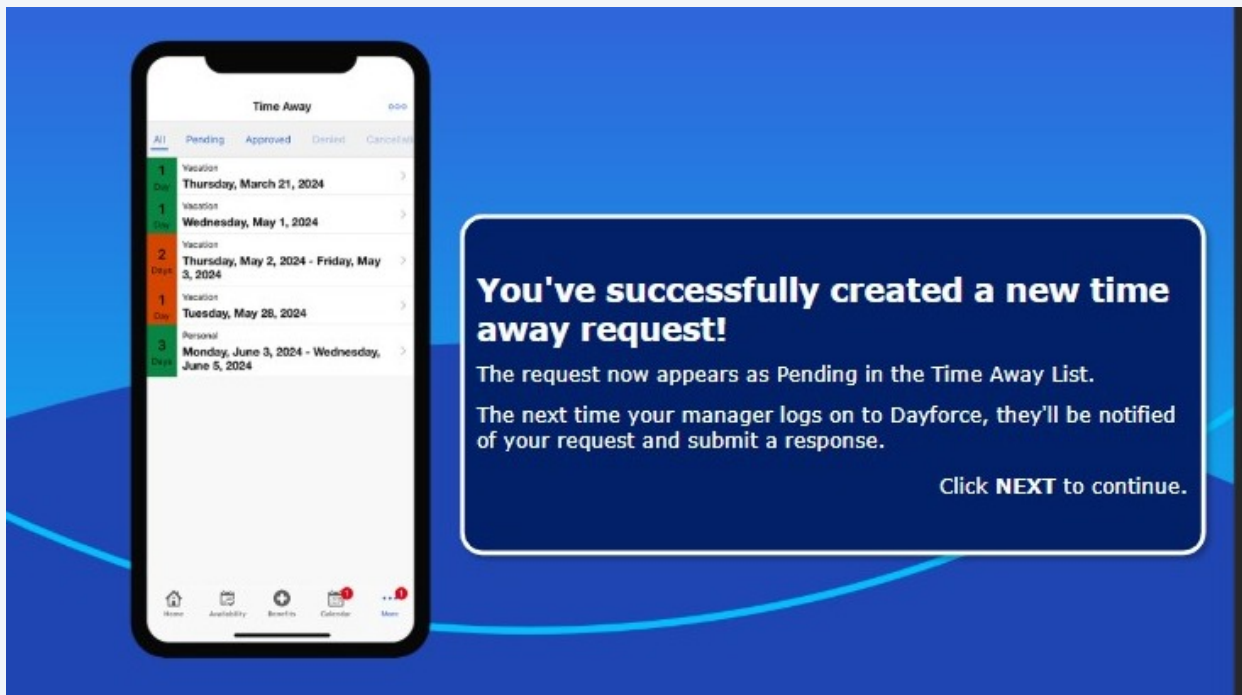 Time Away
All Pending Approved Denied
1
Day
Vacation
Thursday, March 21, 2024
1
Day
Vacation
Wednesday, May 1, 2024
2
Days
Vacation
Thursday, May 2, 2024 - Friday, May
3, 2024
1
Day
Vacation
Tuesday, May 28, 2024
3
Days
Personal
Monday, June 3, 2024 - Wednesday,
June 5, 2024
1
1
Home Availability Benefits Calendar More
You've successfully created a new time
away request!
The request now appears as Pending in the Time Away List.
The next time your manager logs on to Dayforce, they'll be notified
of your request and submit a response.
Click NEXT to continue.